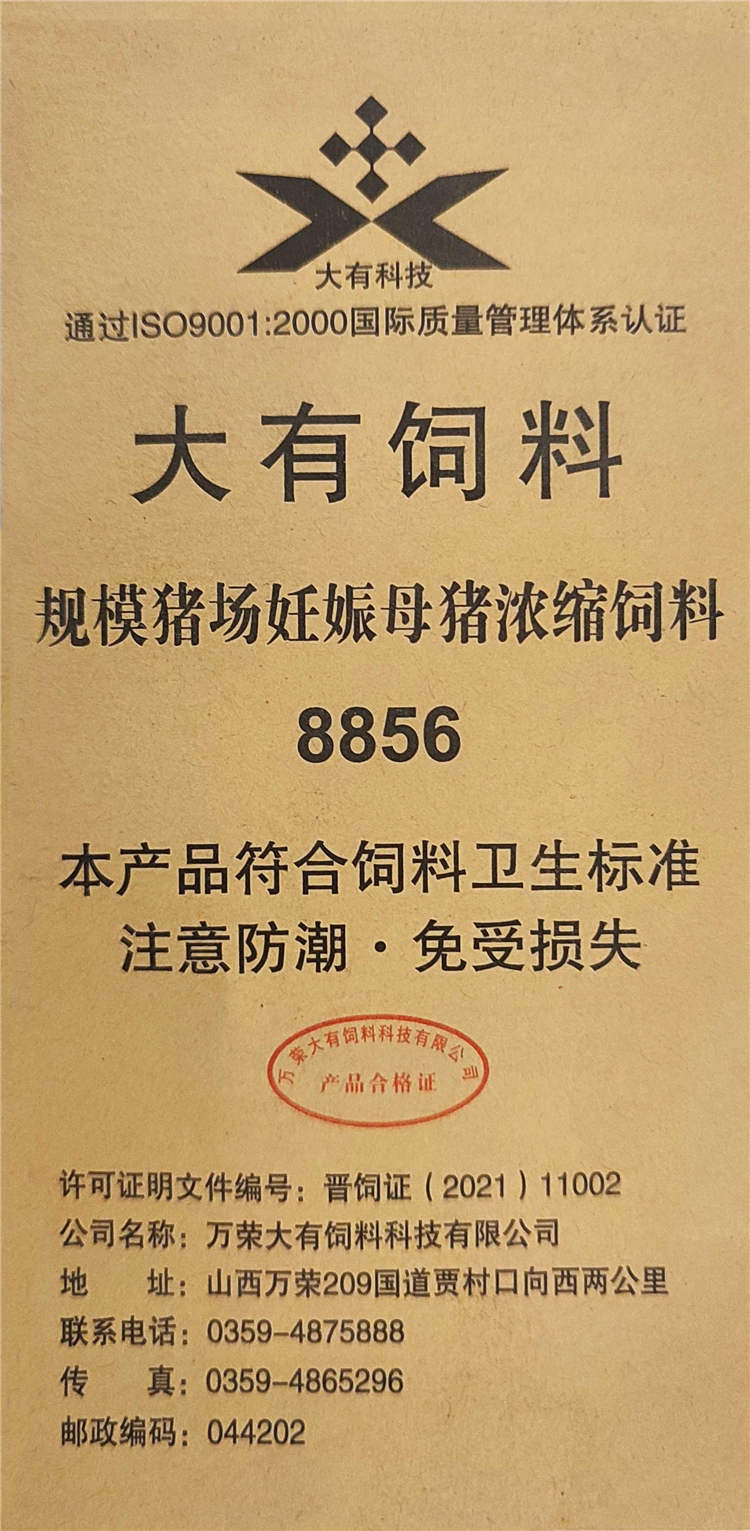 大有科技
通过ISO9001:2000国际质量管理体系认证
大有饲料
规模猪场妊娠母猪浓缩饲料
8856
本产品符合饲料卫生标准
注意防潮·免受损失
万荣大有饲料科技有限公司
产品合格证
许可证明文件编号：晋饲证（2021）11002
公司名称：万荣大有饲料科技有限公司
地　　址：山西万荣209国道贾村口向西两公里
联系电话：0359-4875888
传　　真：0359-4865296
邮政编码：044202